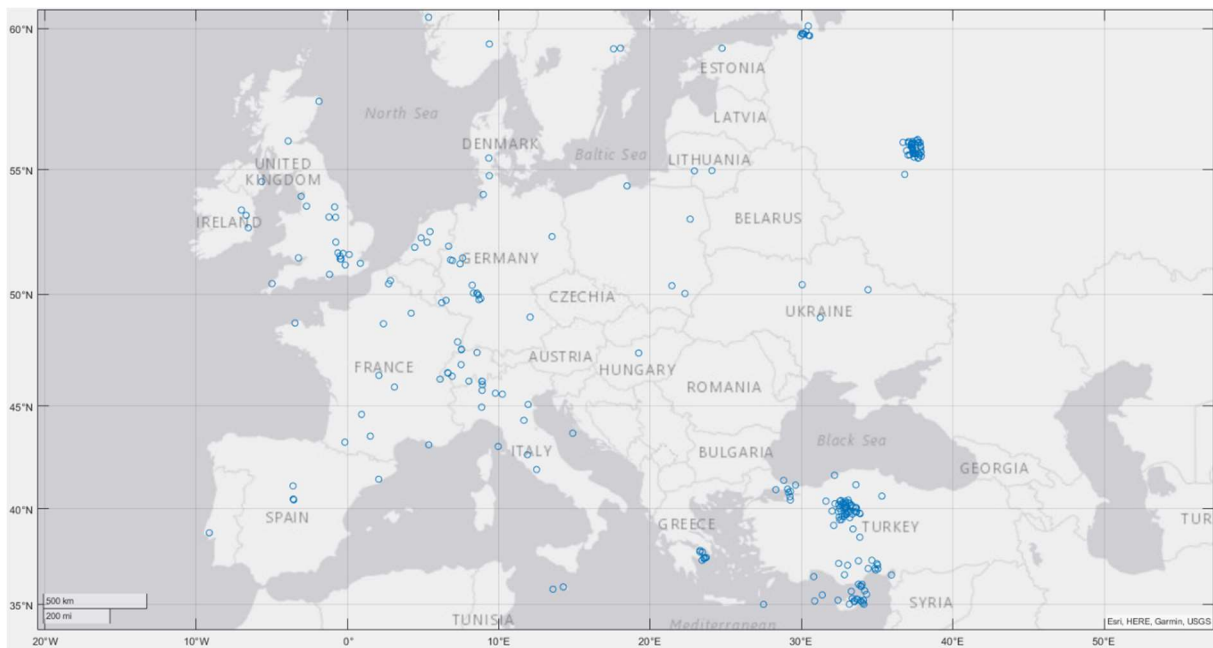 60°N
ESTONIA
North Sea
LATVIA
DENMARK
Baltic Sea
UNITED
KINGDOM
LITHUANIA
55°N
IRELAND
BELARUS
GERMANY
50°N
CZECHIA
UKRAINE
FRANCE
AUSTRIA
HUNGARY
ROMANIA
45°N
Black Sea
ITALY
BULGARIA
GEORGIA
40°N
SPAIN
GREECE
TURKEY
TUR
500 km
35°N
200 mi
SYRIA
TUNISIA
Mediterranean
Esri, HERE, Garmin, USGS
20°W
10°W
0°
10°E
20°E
30°E
40°E
50°E